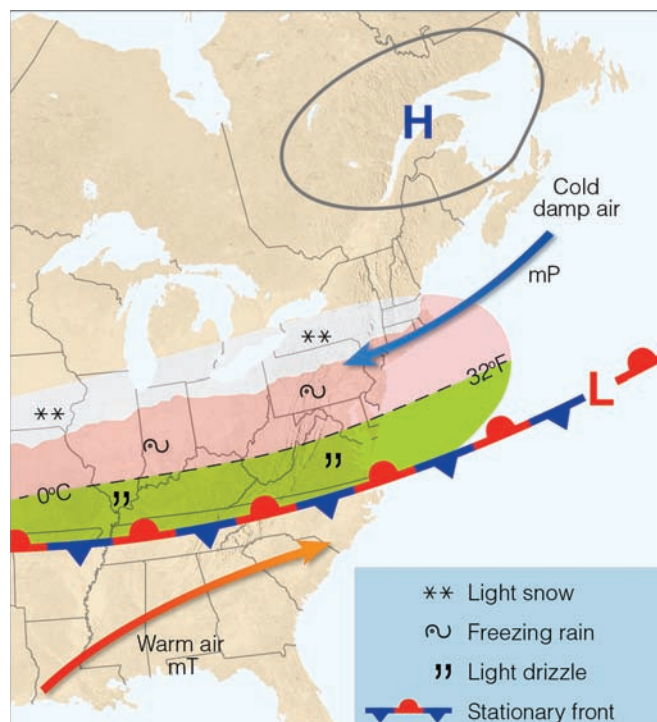 H
Cold
damp air
mP
32°F
L
0°C
Warm air
mT
** Light snow
Freezing rain
,, Light drizzle
Stationary front